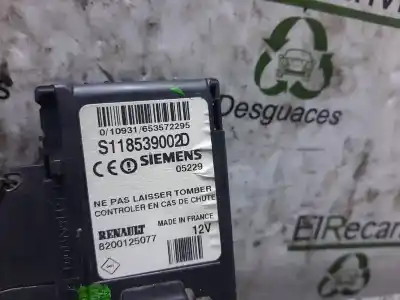 0/10931/653572295
S118539002D
CE SIEMENS
05229
NE PAS LAISSER TOMBER
CONTROLER EN CAS DE CHUTE
RENAULT MADE IN FRANCE
8200125077 12V
Desguaces
ElRecam